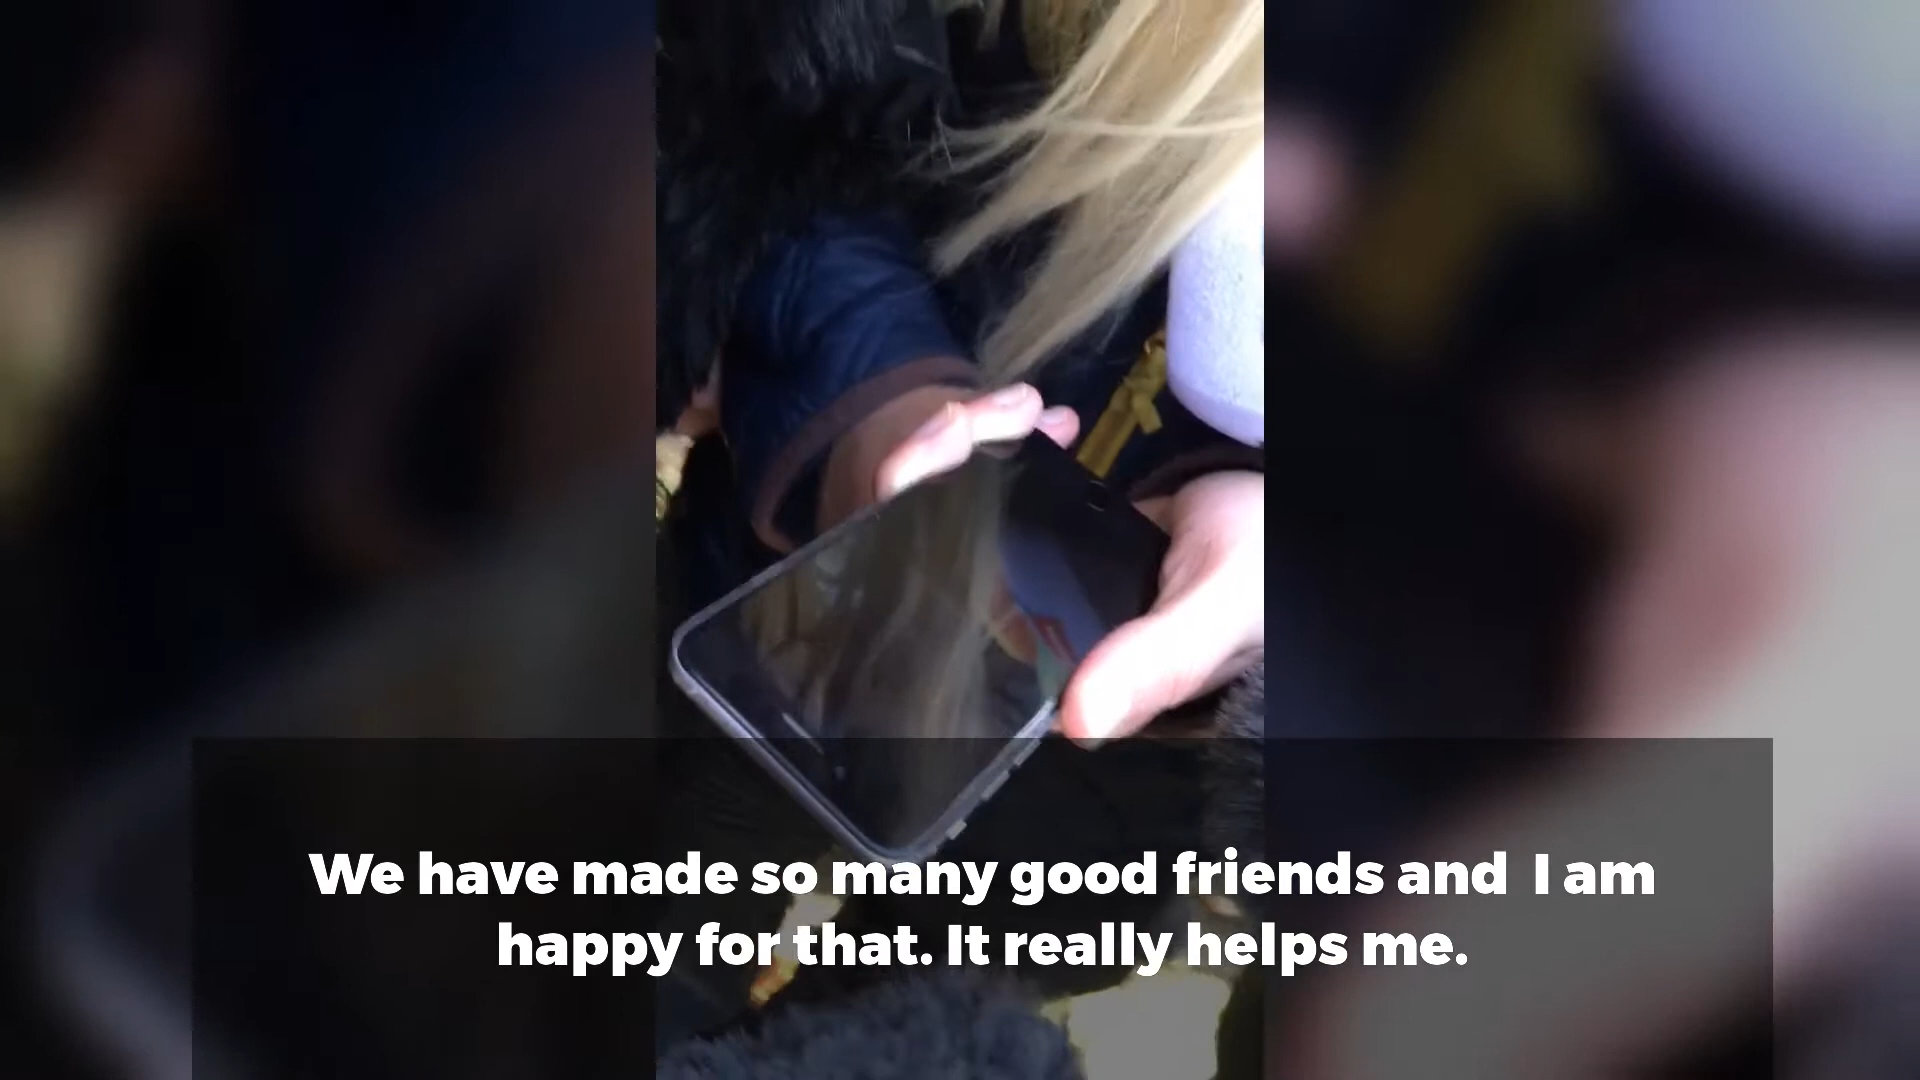 We have made so many good friends and  I am
happy for that. It really helps me.